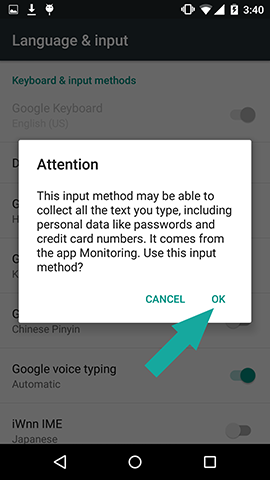 3:40
Language & input
Keyboard & input methods
Google Keyboard
English (US)
D
G
H
G
K
G
Chinese Pinyin
Attention
This input method may be able to
collect all the text you type, including
personal data like passwords and
credit card numbers. It comes from
the app Monitoring. Use this input
method?
CANCEL OK
Google voice typing
Automatic
iWnn IME
Japanese